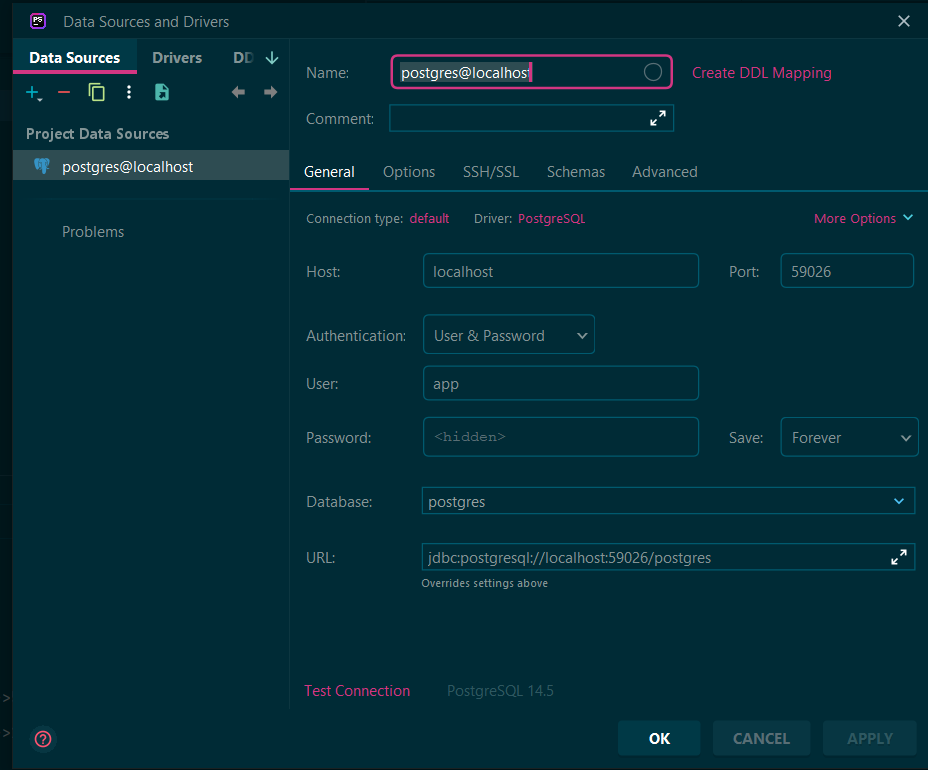 PS Data Sources and Drivers
Data Sources Drivers DD
Project Data Sources
postgres@localhost
Problems
Name: postgres@localhost Create DDL Mapping
Comment:
General Options SSH/SSL Schemas Advanced
Connection type: default Driver: PostgreSQL More Options
Host: localhost Port: 59026
Authentication: User & Password
User: app
Password: <hidden> Save: Forever
Database: postgres
URL: jdbc:postgresql://localhost:59026/postgres
Overrides settings above
Test Connection PostgreSQL 14.5
? OK CANCEL APPLY